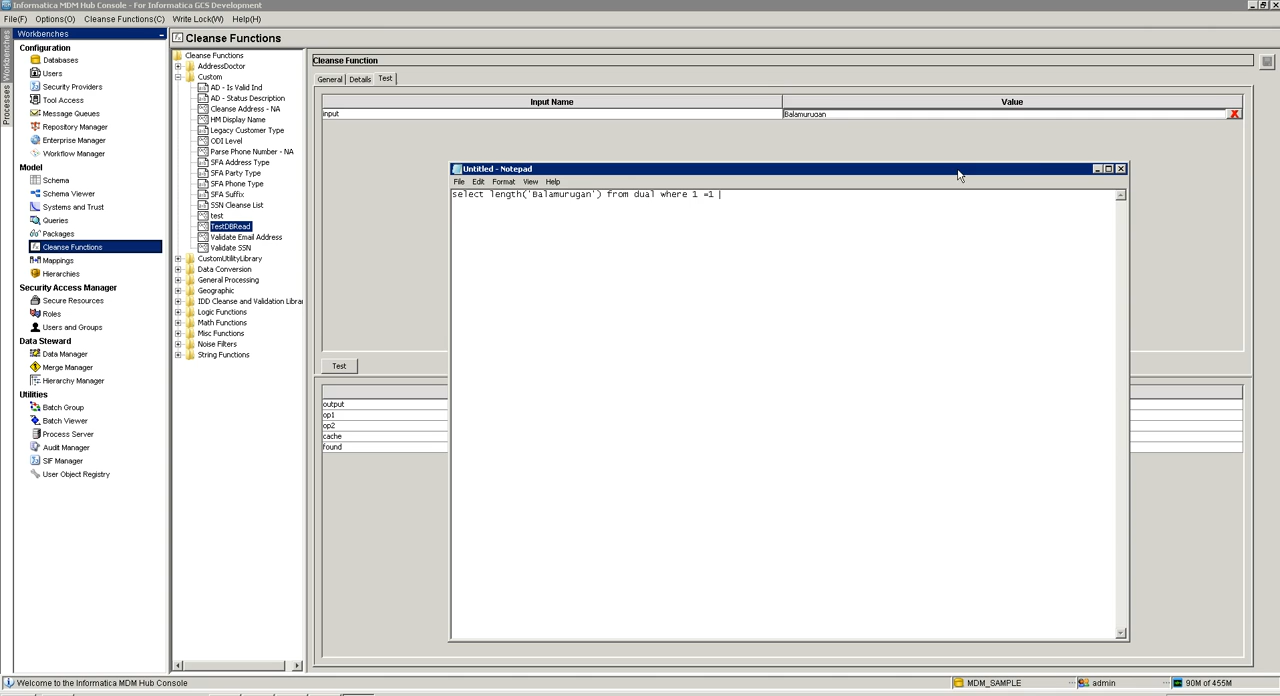 Informatica MDM Hub Console - For Informatica GCS Development
File(F) Options(O) Cleanse Functions(C) Write Lock(W) Help(H)
Processes Workbenches
Workbenches
Configuration
Databases
Users
Security Providers
Tool Access
Message Queues
Repository Manager
Enterprise Manager
Workflow Manager
Model
Schema
Schema Viewer
Systems and Trust
Queries
Packages
Cleanse Functions
Mappings
Hierarchies
Security Access Manager
Secure Resources
Roles
Users and Groups
Data Steward
Data Manager
Merge Manager
Hierarchy Manager
Utilities
Batch Group
Batch Viewer
Process Server
Audit Manager
SIF Manager
User Object Registry
Cleanse Functions
Cleanse Functions
AddressDoctor
Custom
AD - Is Valid Ind
AD - Status Description
Cleanse Address - NA
HM Display Name
Legacy Customer Type
ODI Level
Parse Phone Number - NA
SFA Address Type
SFA Party Type
SFA Phone Type
SFA Suffix
SSN Cleanse List
test
TestDBRead
Validate Email Address
Validate SSN
CustomUtilityLibrary
Data Conversion
General Processing
Geographic
IDD Cleanse and Validation Librar
Logic Functions
Math Functions
Misc Functions
Noise Filters
String Functions
Cleanse Function
General Details Test
Input Name Value
input Balamurugan
Untitled - Notepad
File Edit Format View Help
select length('Balamurugan') from dual where 1 =1
Test
output
op1
op2
cache
found
Welcome to the Informatica MDM Hub Console
MDM_SAMPLE
admin
90M of 455M